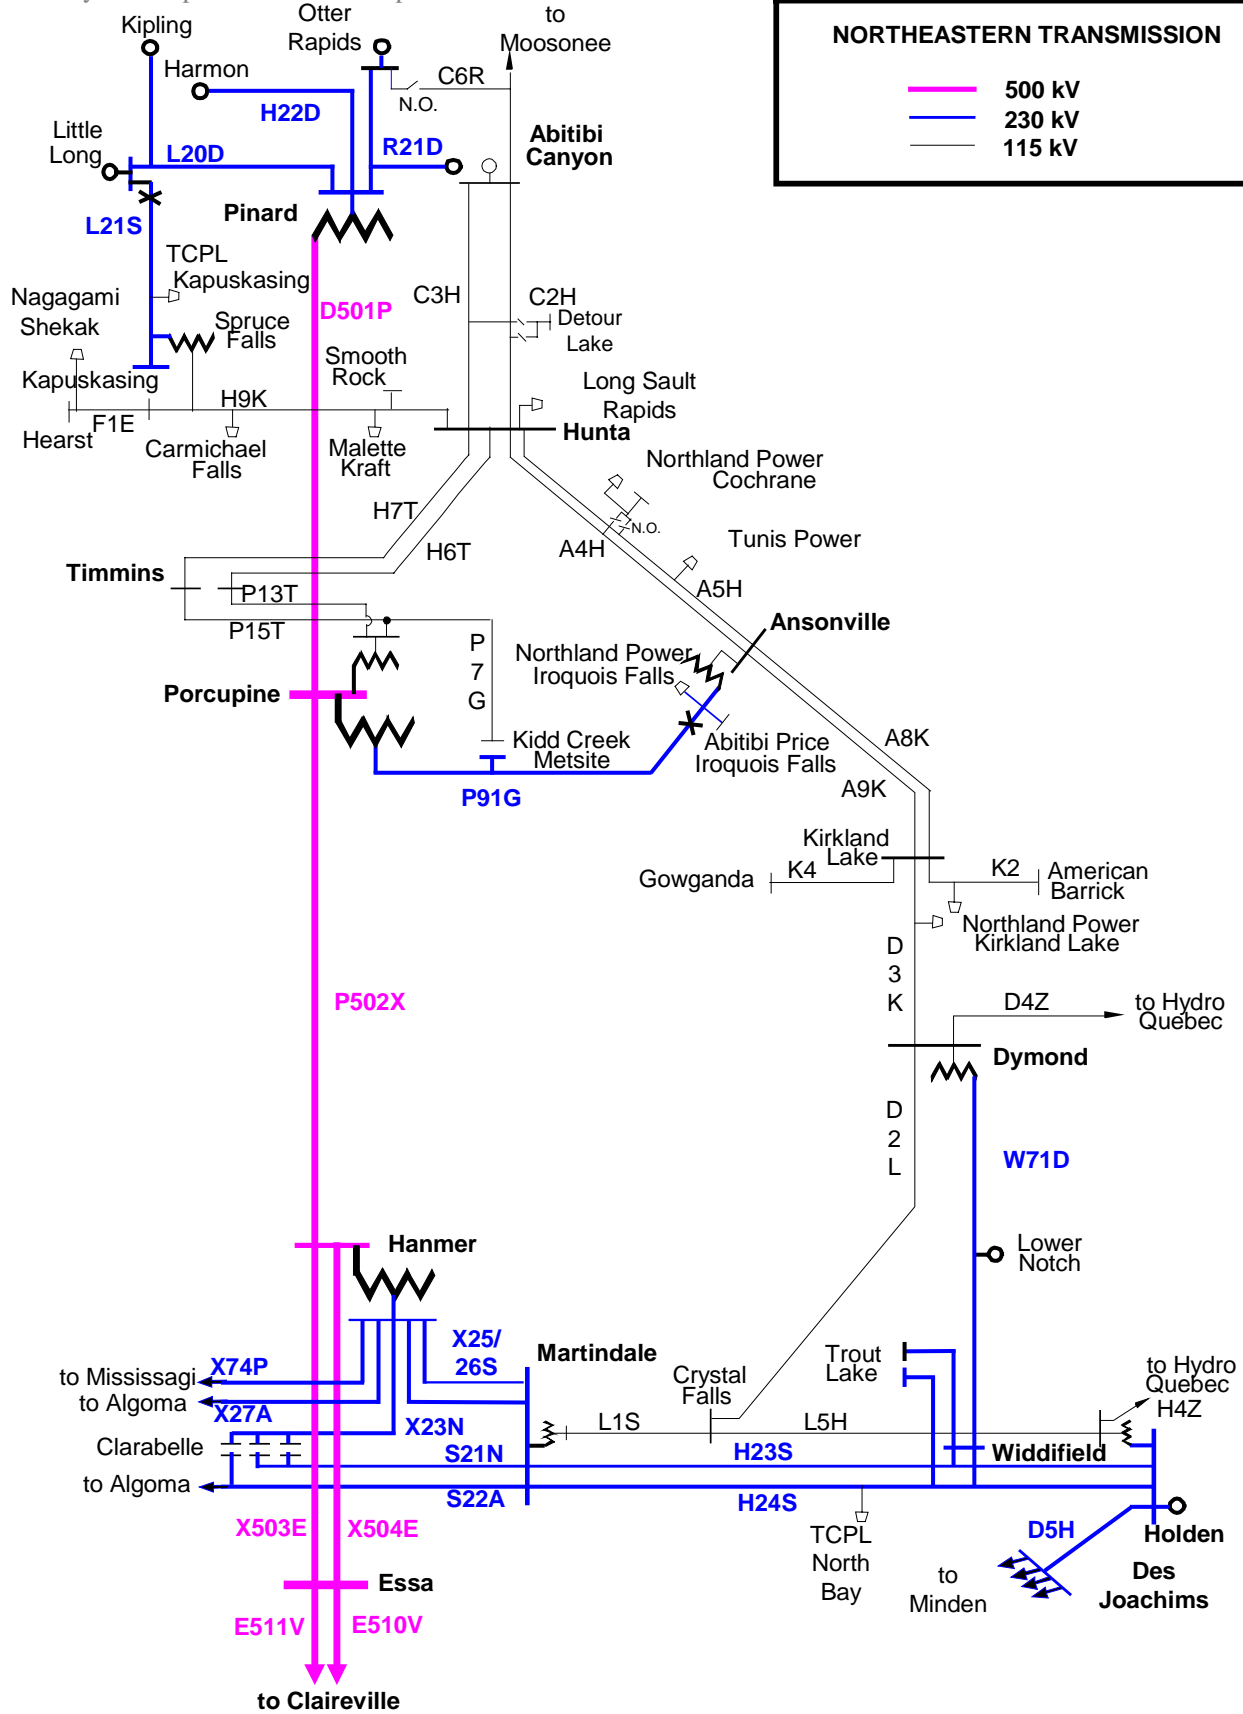 Kipling
Otter
Rapids
to
Moosonee
NORTHEASTERN TRANSMISSION
500 kV
230 kV
115 kV
Harmon
H22D
C6R
N.O.
Little
Long
L20D
R21D
Abitibi
Canyon
Pinard
L21S
TCPL
Kapuskasing
Nagagami
Shekak
D501P
C3H
C2H
Detour
Lake
Spruce
Falls
Smooth
Rock
Long Sault
Rapids
Kapuskasing
H9K
F1E
Hearst
Carmichael
Falls
Malette
Kraft
Hunta
Northland Power
Cochrane
H7T
N.O.
H6T
A4H
Tunis Power
Timmins
P13T
A5H
P15T
P
7
G
Ansonville
Northland Power
Iroquois Falls
Porcupine
Kidd Creek
Metsite
Abitibi Price
Iroquois Falls
A8K
A9K
P91G
Kirkland
Lake
Gowganda
K4
K2
American
Barrick
Northland Power
Kirkland Lake
D
3
K
P502X
D4Z
to Hydro
Quebec
Dymond
D
2
L
W71D
Hanmer
Lower
Notch
X25/
26S
Martindale
Trout
Lake
to Mississagi
X74P
to Algoma
X27A
Crystal
Falls
to Hydro
Quebec
H4Z
X23N
L1S
L5H
Clarabelle
S21N
H23S
Widdifield
to Algoma
S22A
H24S
X503E
X504E
TCPL
North
Bay
D5H
Holden
Essa
to
Minden
Des
Joachims
E511V
E510V
to Claireville